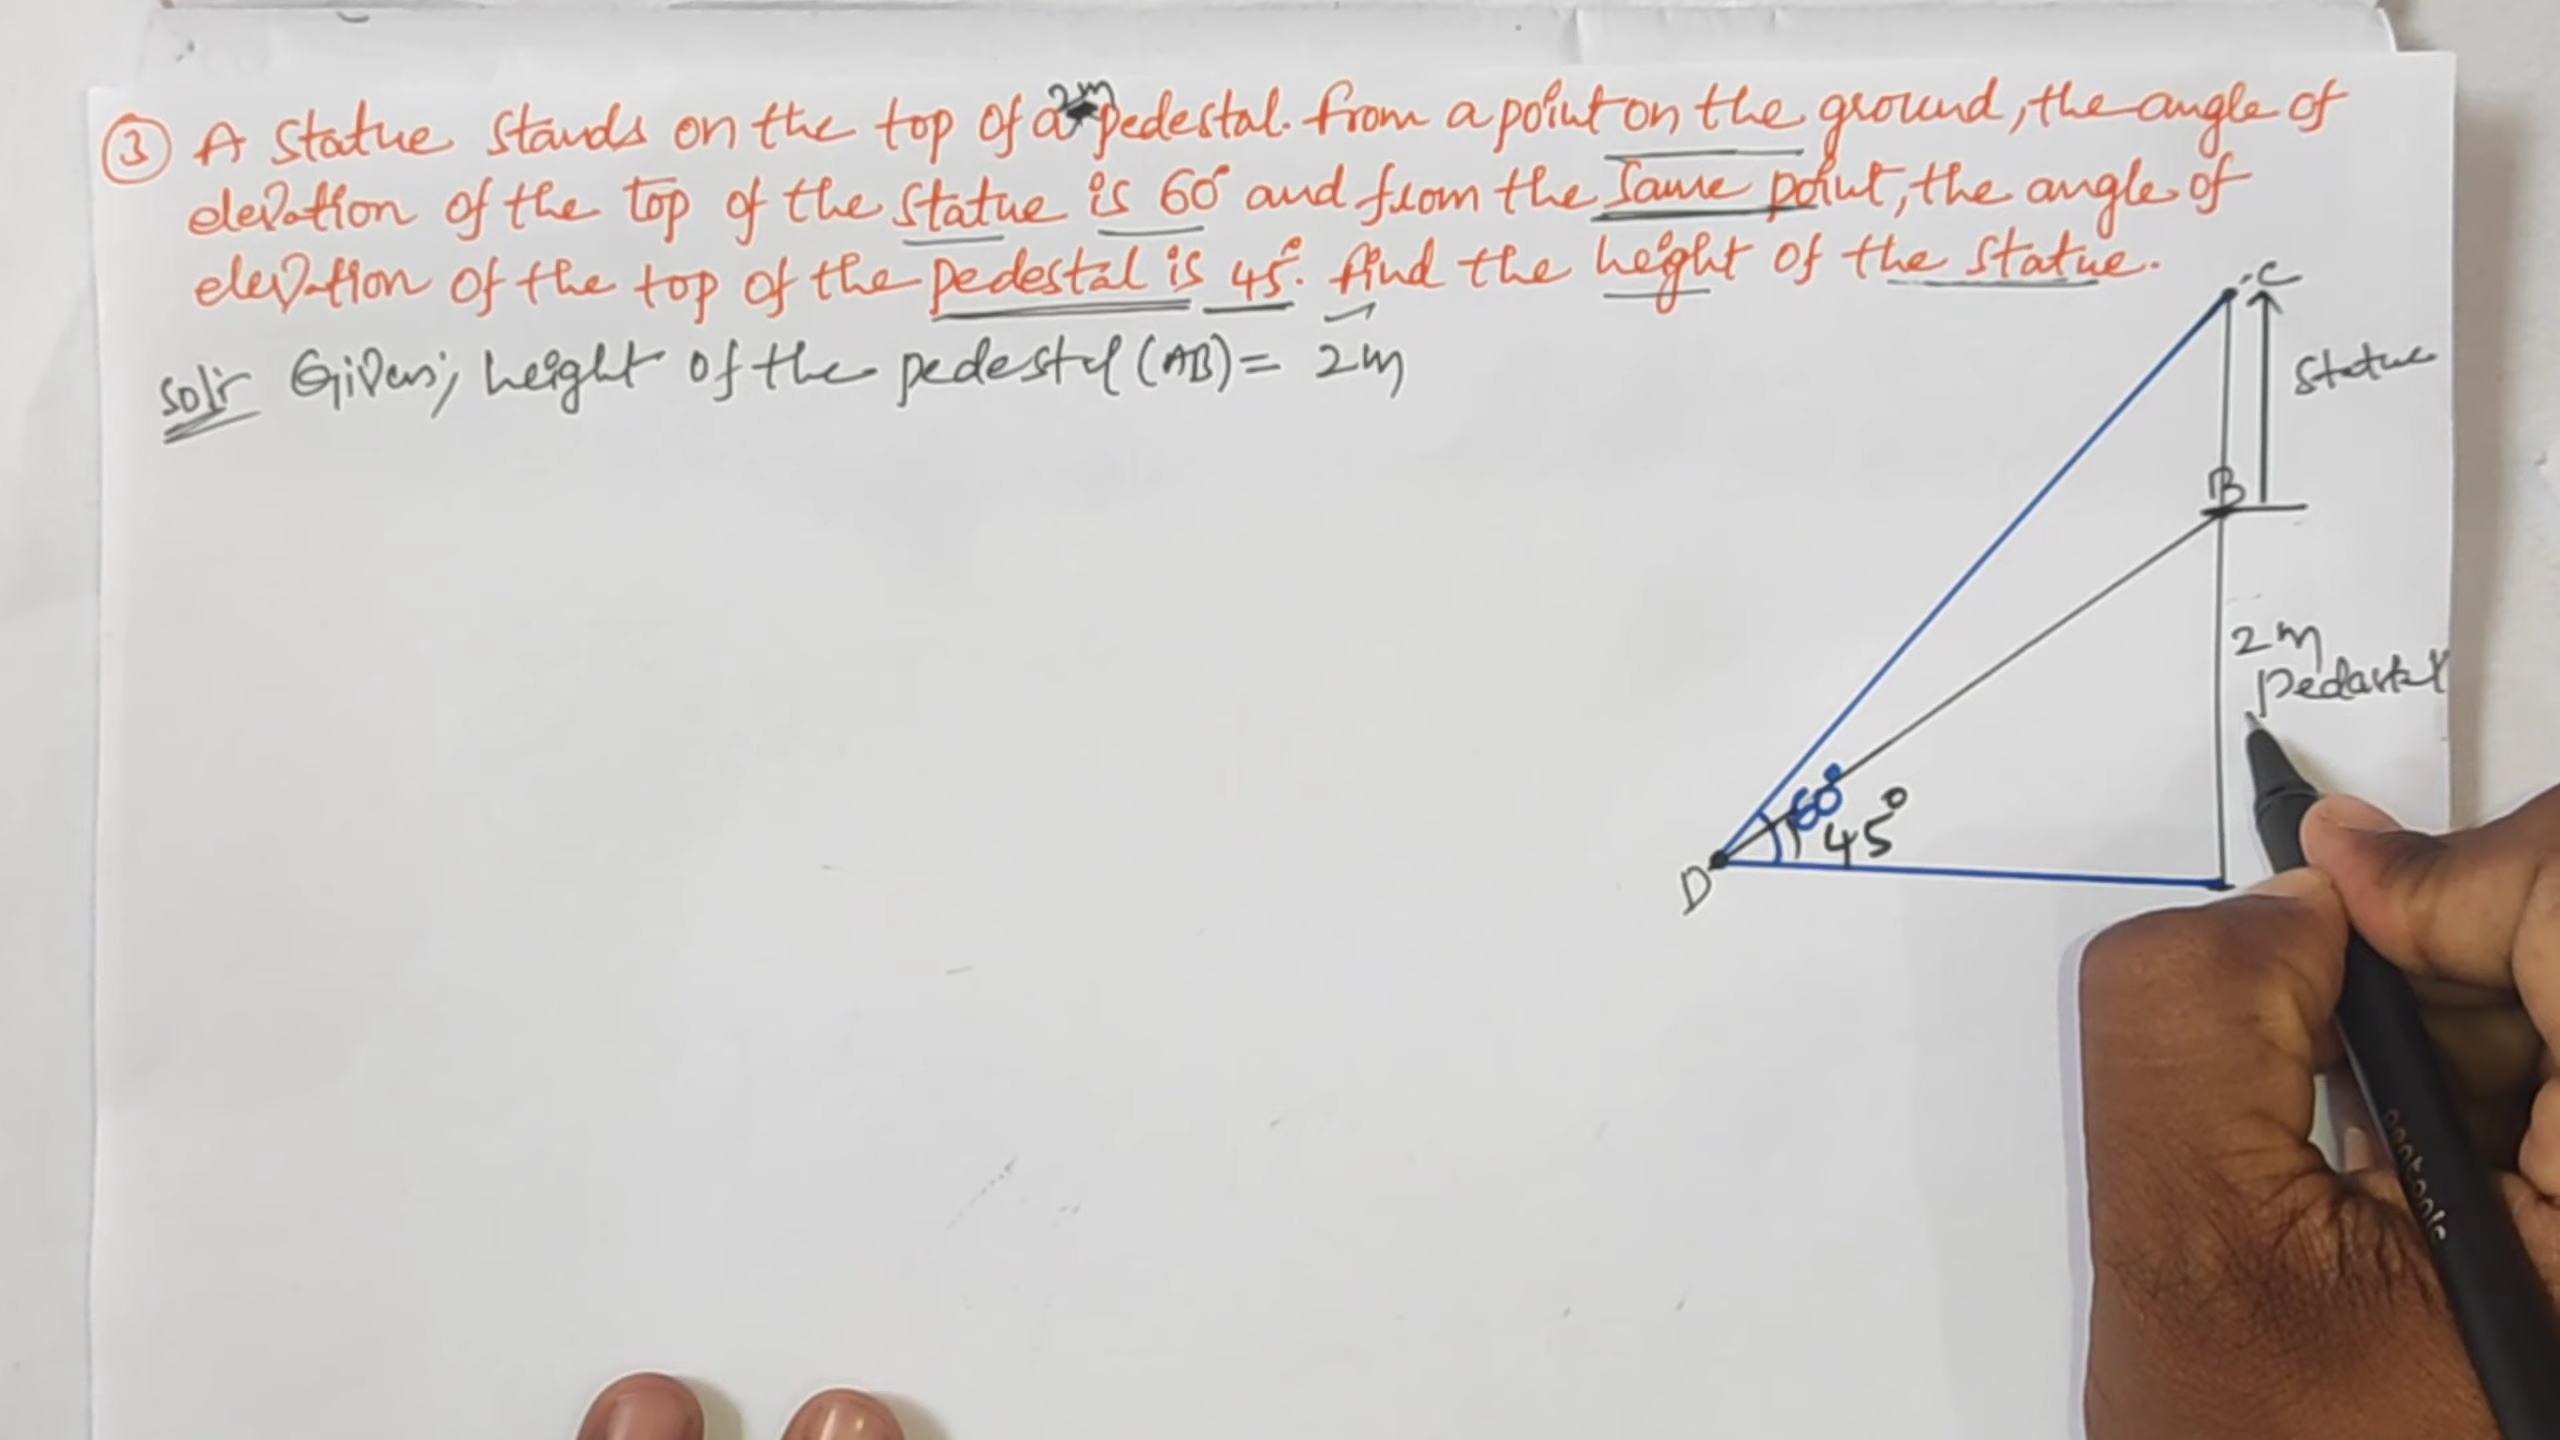 ③ A statue stands on the top of a 2m pedestal. from a point on the ground, the angle of
elevation of the top of the statue is 60° and from the same point, the angle of
elevation of the top of the pedestal is 45°. find the height of the statue.
Given; height of the pedestal (AB) = 2m
C
statue
B
2m
pedastal
60°
45°
D